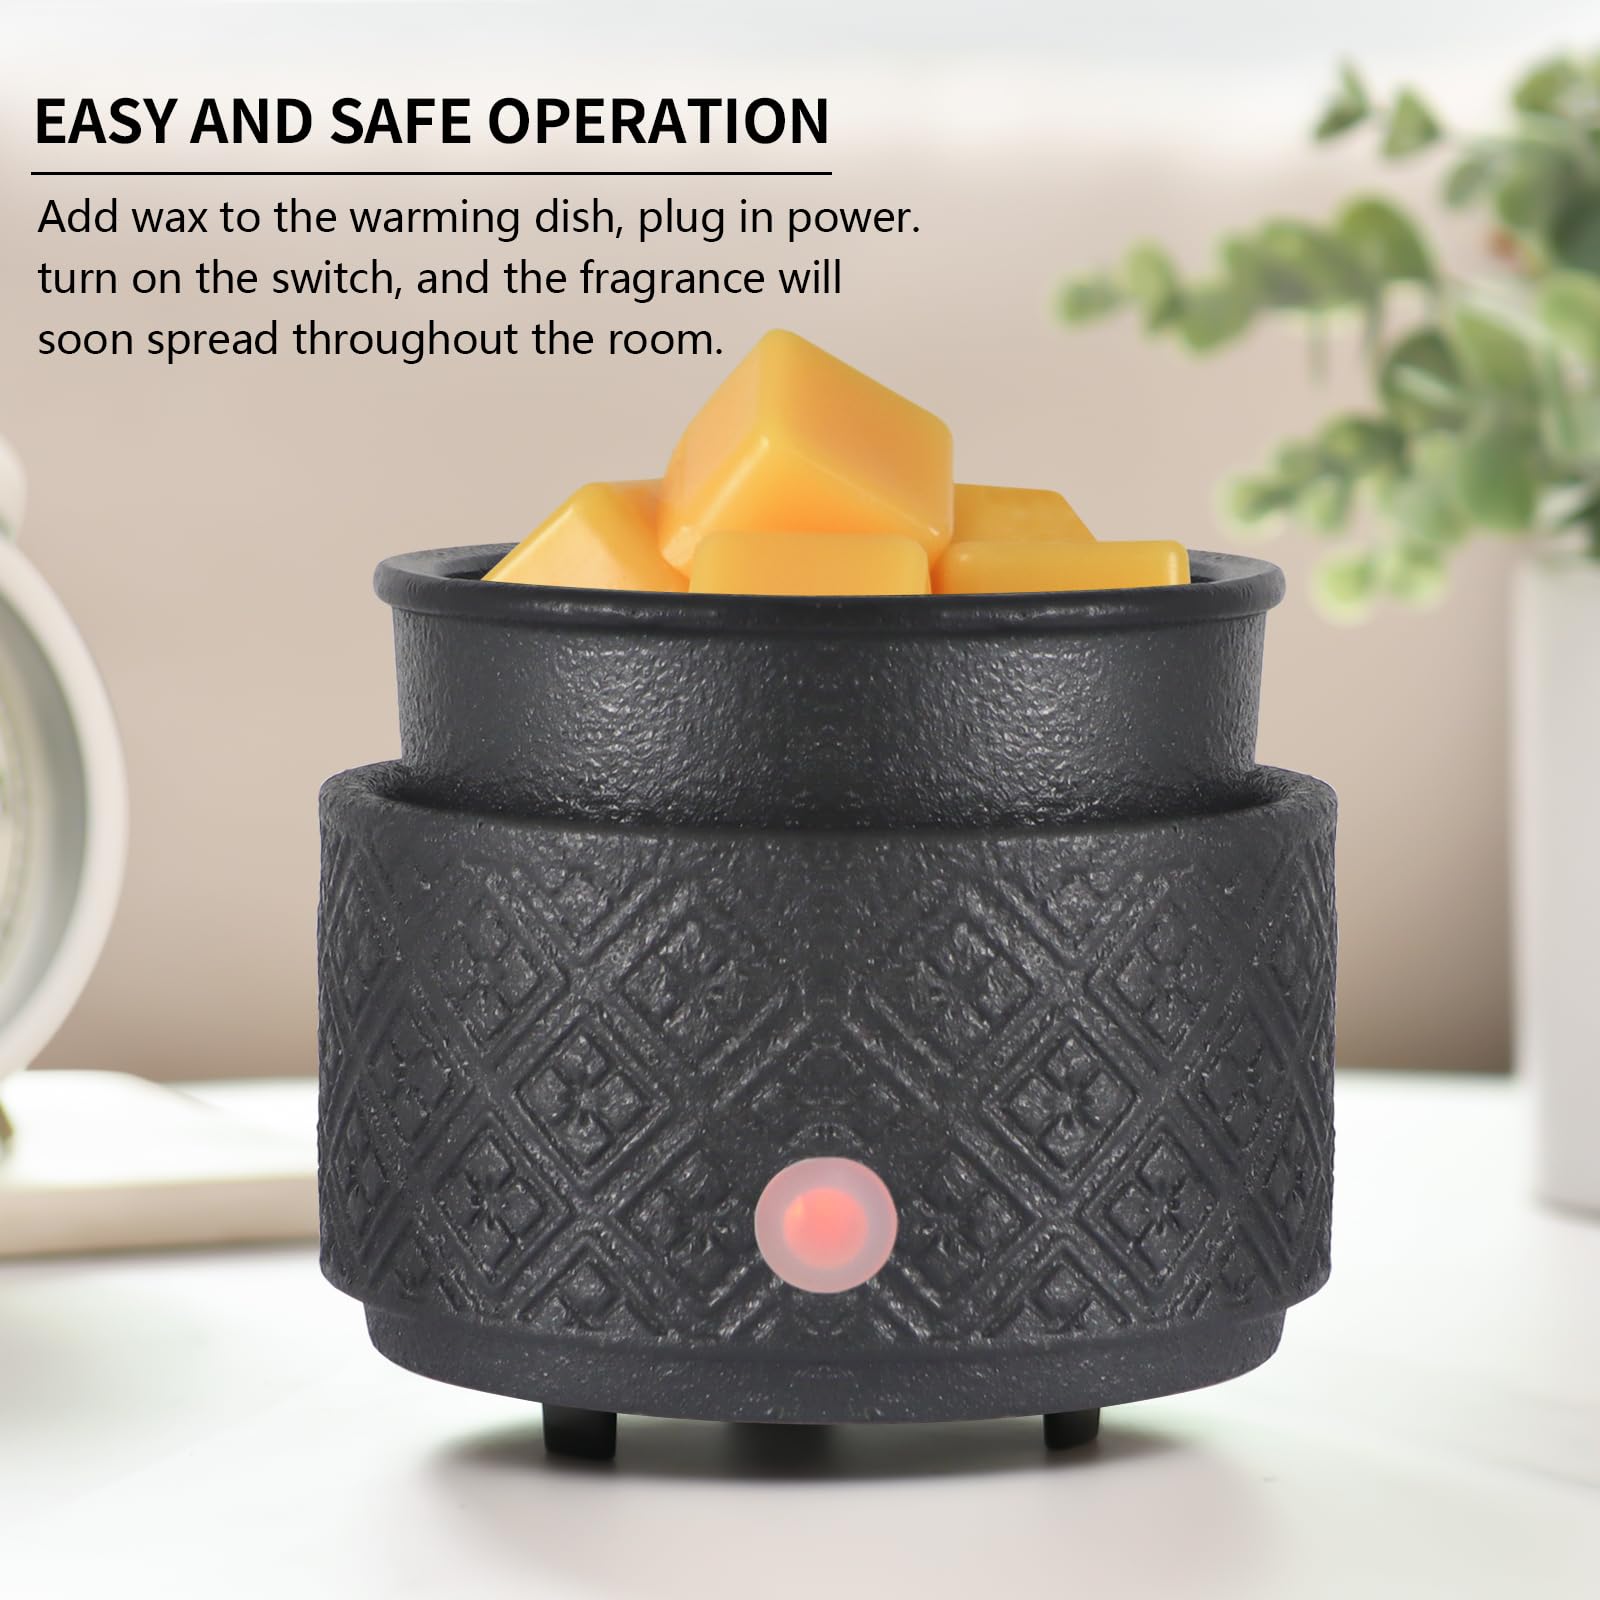 EASY AND SAFE OPERATION
Add wax to the warming dish, plug in power.
turn on the switch, and the fragrance will
soon spread throughout the room.